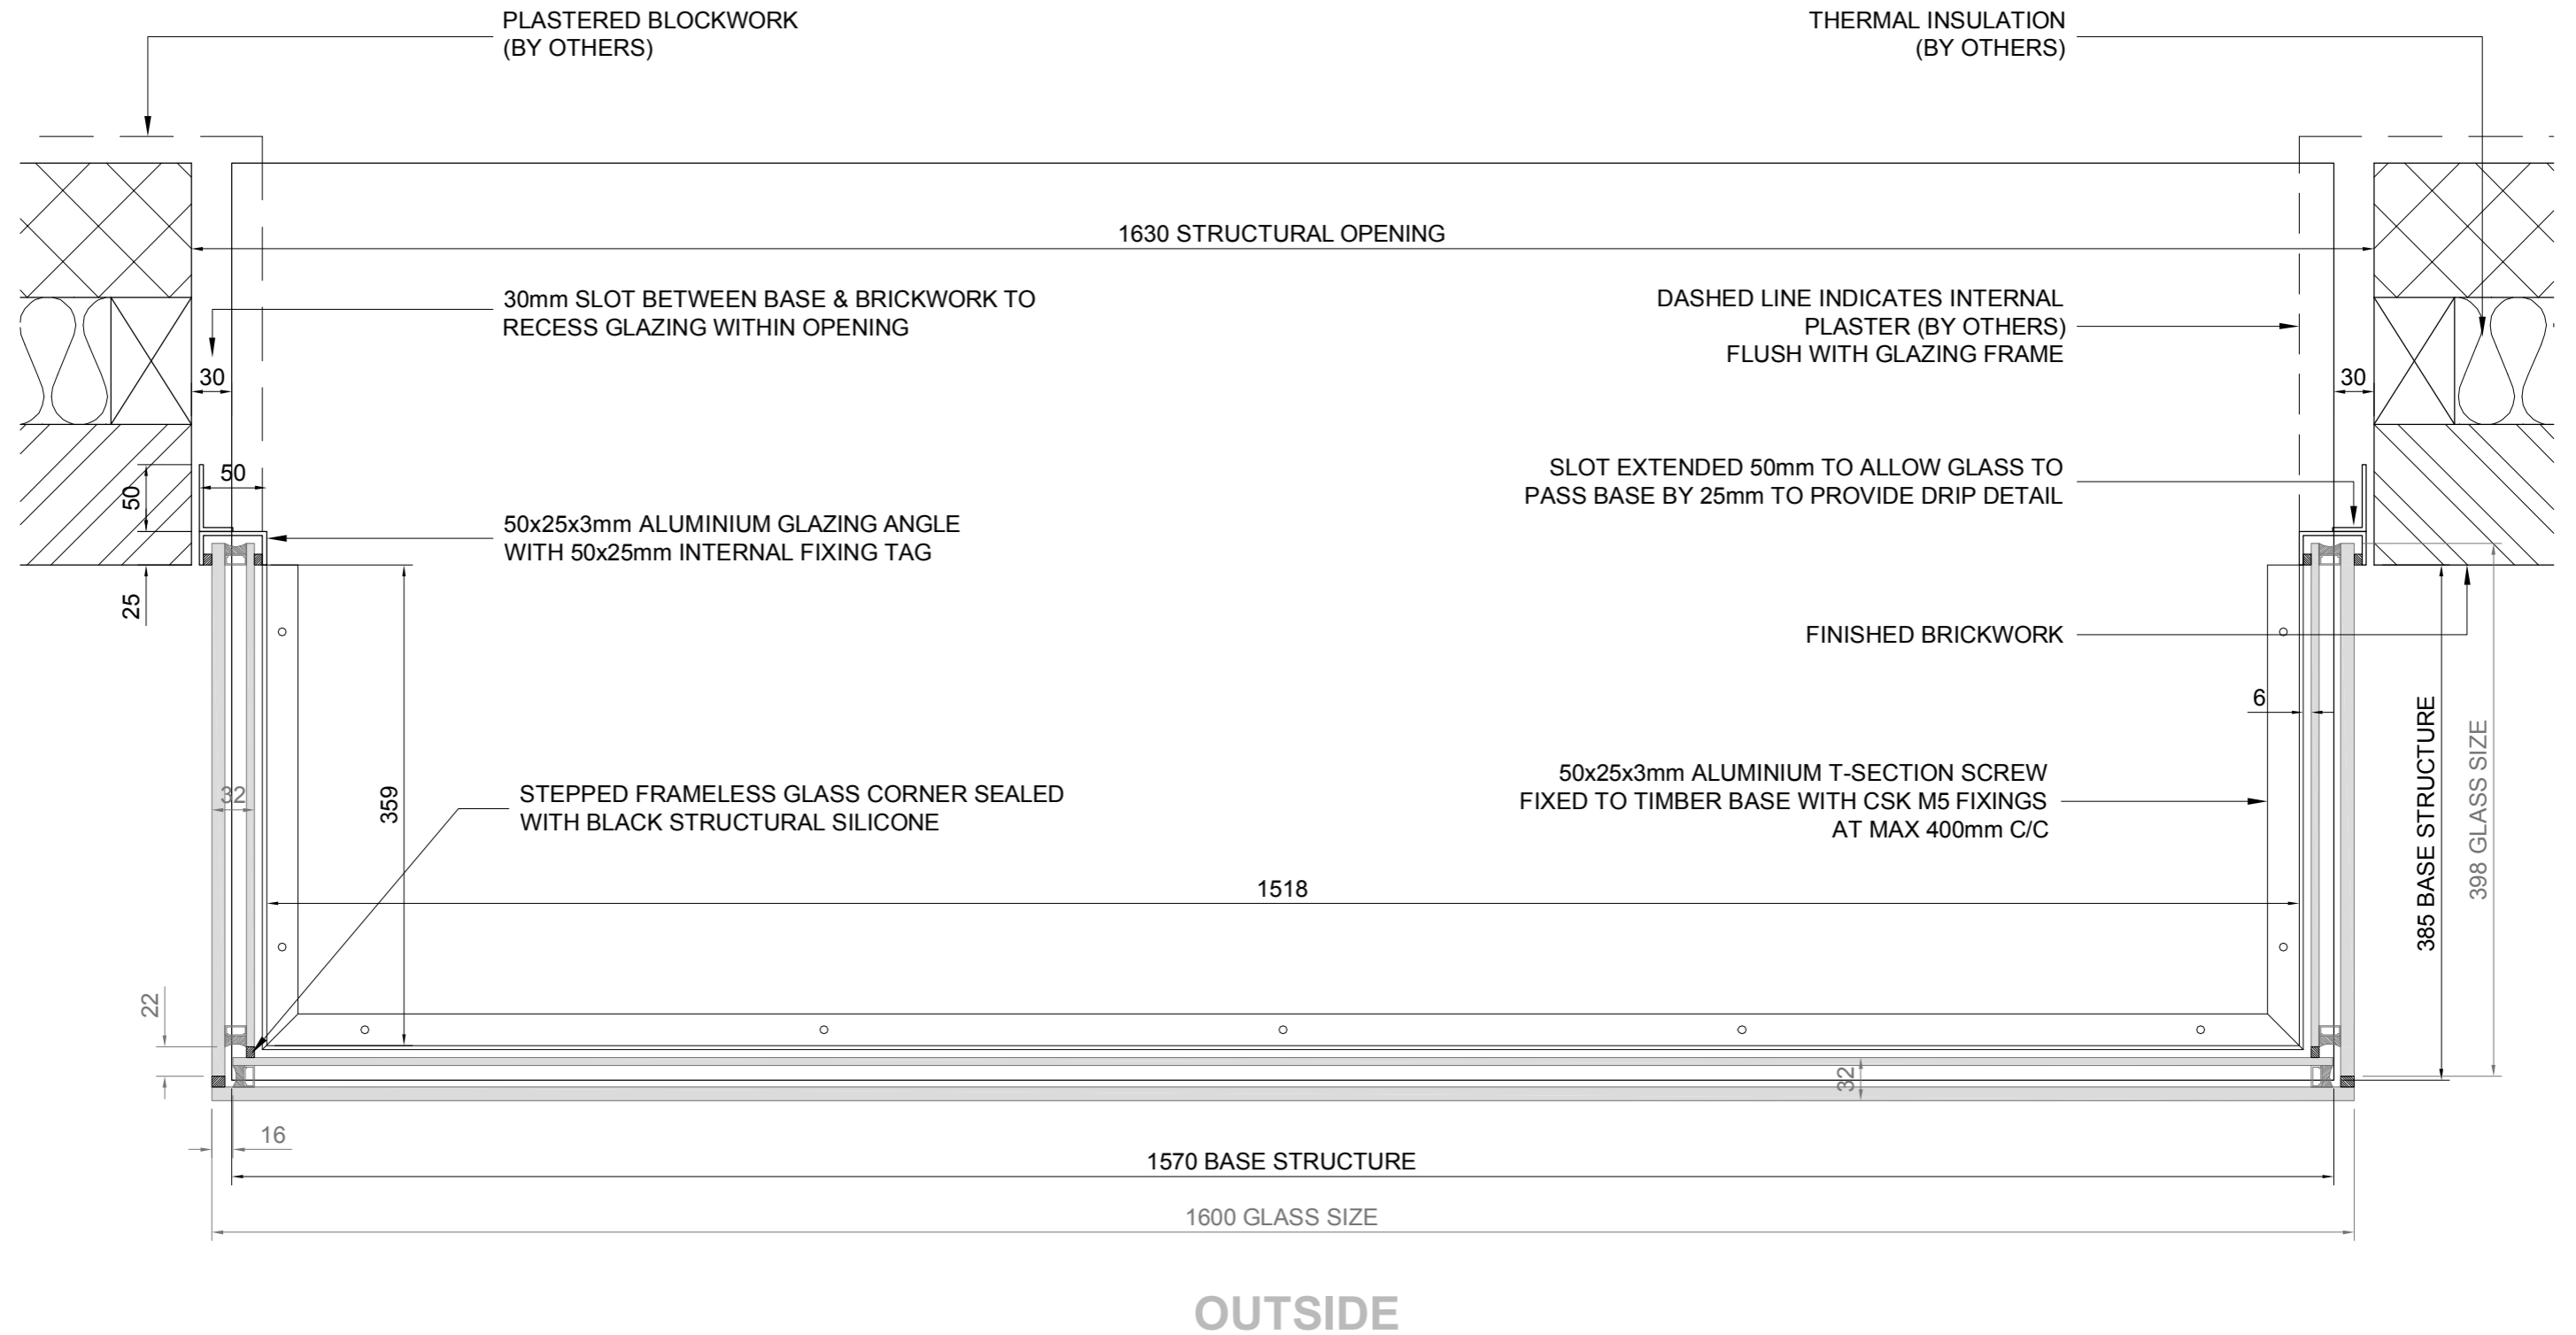 PLASTERED BLOCKWORK
(BY OTHERS)
THERMAL INSULATION
(BY OTHERS)
1630 STRUCTURAL OPENING
30mm SLOT BETWEEN BASE & BRICKWORK TO
RECESS GLAZING WITHIN OPENING
DASHED LINE INDICATES INTERNAL
PLASTER (BY OTHERS)
FLUSH WITH GLAZING FRAME
30
30
50
50
SLOT EXTENDED 50mm TO ALLOW GLASS TO
PASS BASE BY 25mm TO PROVIDE DRIP DETAIL
50x25x3mm ALUMINIUM GLAZING ANGLE
WITH 50x25mm INTERNAL FIXING TAG
25
FINISHED BRICKWORK
6
385 BASE STRUCTURE
398 GLASS SIZE
32
359
STEPPED FRAMELESS GLASS CORNER SEALED
WITH BLACK STRUCTURAL SILICONE
50x25x3mm ALUMINIUM T-SECTION SCREW
FIXED TO TIMBER BASE WITH CSK M5 FIXINGS
AT MAX 400mm C/C
1518
22
32
16
1570 BASE STRUCTURE
1600 GLASS SIZE
OUTSIDE